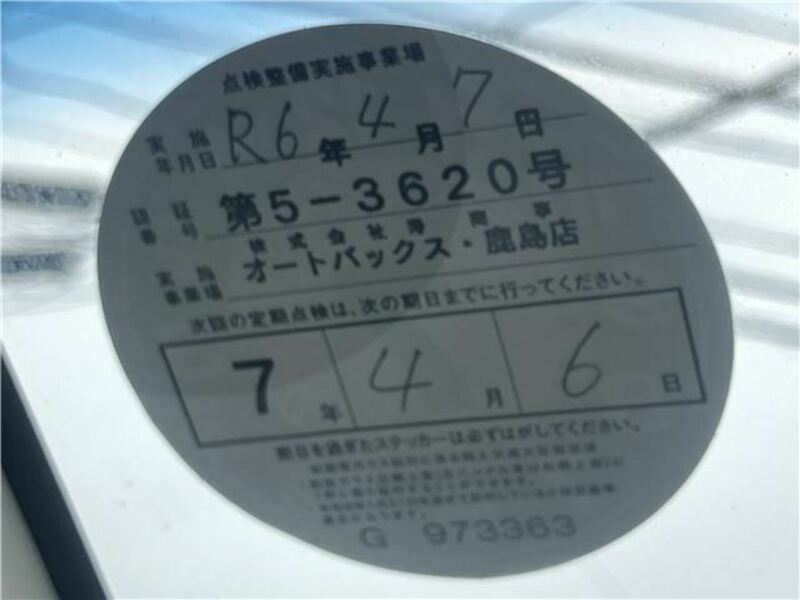 点検整備実施事業場
実施年月日 R6年4月7日
認証番号 第5-3620号
株式会社 商事
実施事業場 オートバックス・鹿島店
次回の定期点検は、次の期日までに行ってください。
7年 4月 6日
期日を過ぎたステッカーは必ずはがしてください。
G 973363